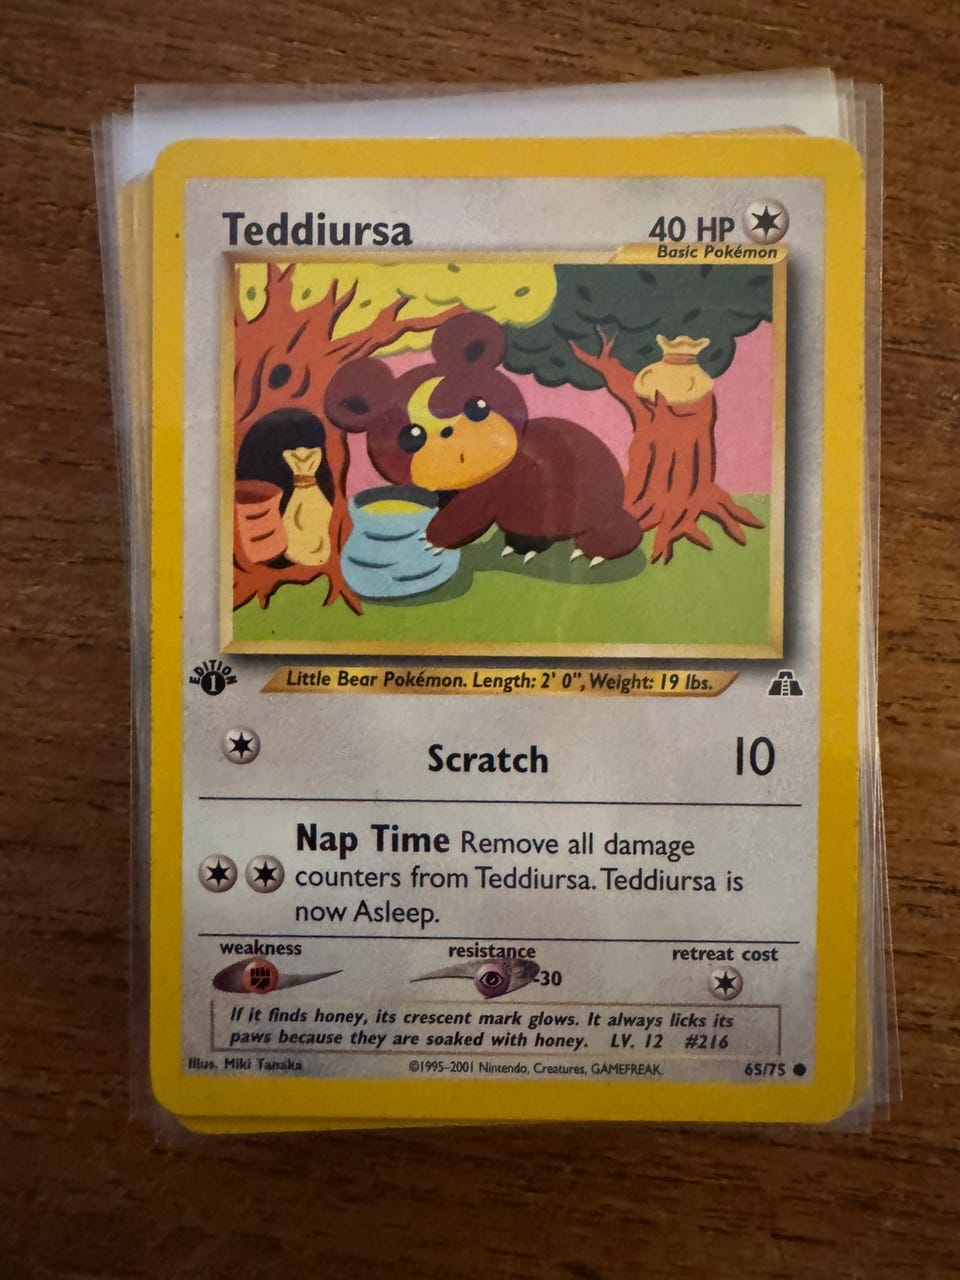 Teddiursa
40 HP
Basic Pokémon
EDITION
1
Little Bear Pokémon. Length: 2' 0", Weight: 19 lbs.
Scratch 10
Nap Time Remove all damage
counters from Teddiursa. Teddiursa is
now Asleep.
weakness resistance retreat cost
-30
If it finds honey, its crescent mark glows. It always licks its
paws because they are soaked with honey. LV. 12 #216
Illus. Miki Tanaka ©1995–2001 Nintendo, Creatures, GAMEFREAK. 65/75